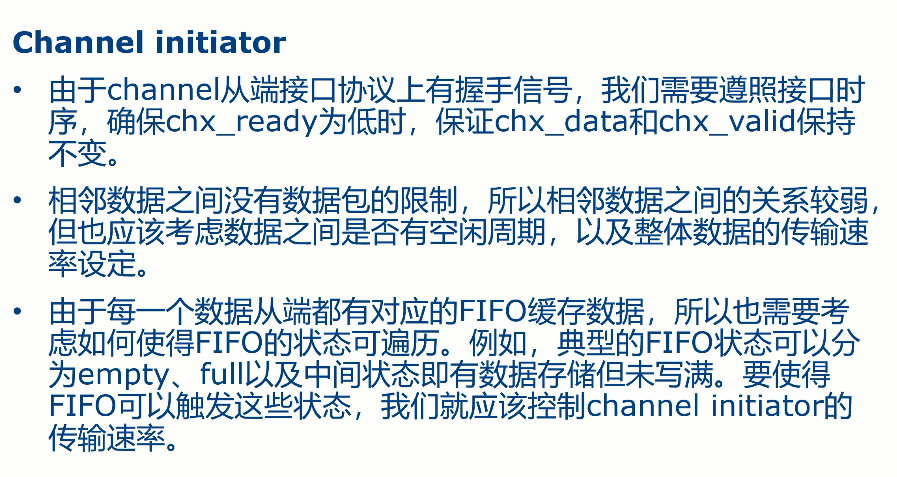 Channel initiator
• 由于channel从端接口协议上有握手信号，我们需要遵照接口时
序，确保chx_ready为低时，保证chx_data和chx_valid保持
不变。
• 相邻数据之间没有数据包的限制，所以相邻数据之间的关系较弱，
但也应该考虑数据之间是否有空闲周期，以及整体数据的传输速
率设定。
• 由于每一个数据从端都有对应的FIFO缓存数据，所以也需要考
虑如何使得FIFO的状态可遍历。例如，典型的FIFO状态可以分
为empty、full以及中间状态即有数据存储但未写满。要使得
FIFO可以触发这些状态，我们就应该控制channel initiator的
传输速率。